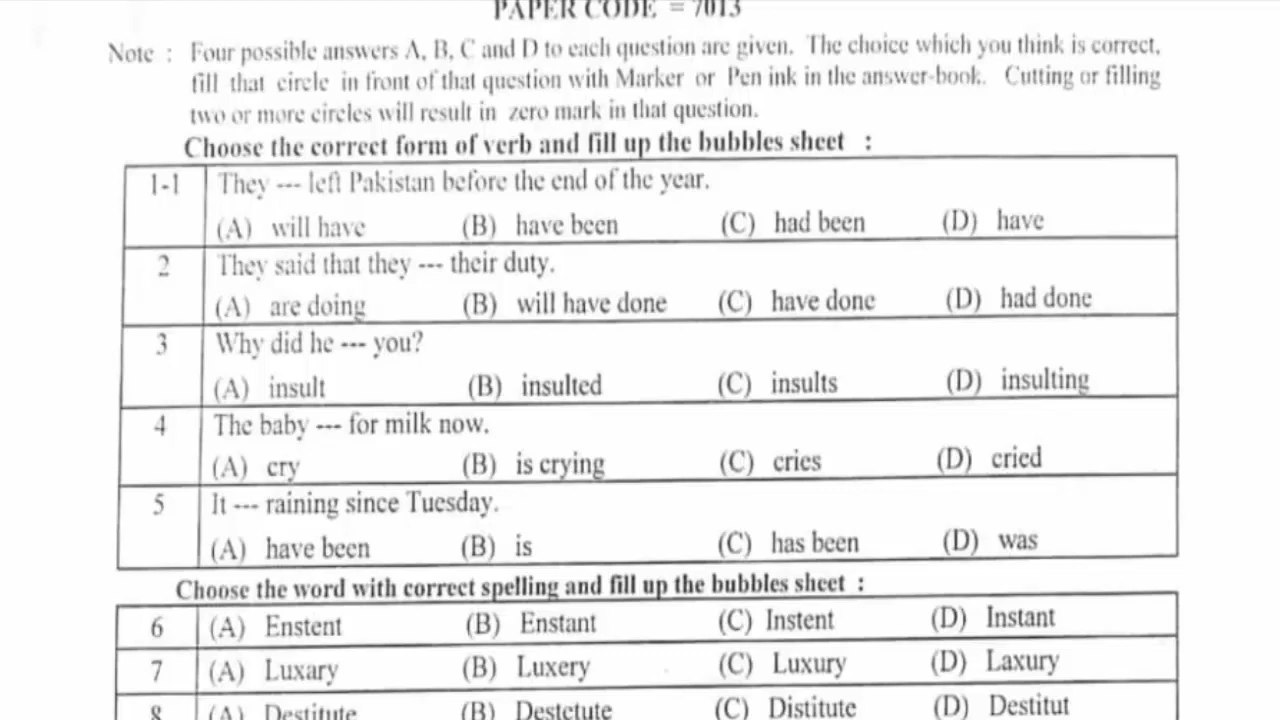 PAPER CODE = 7013
Note : Four possible answers A, B, C and D to each question are given. The choice which you think is correct,
fill that circle in front of that question with Marker or Pen ink in the answer-book. Cutting or filling
two or more circles will result in zero mark in that question.
Choose the correct form of verb and fill up the bubbles sheet :
1-1 They --- left Pakistan before the end of the year.
(A) will have (B) have been (C) had been (D) have
2 They said that they --- their duty.
(A) are doing (B) will have done (C) have done (D) had done
3 Why did he --- you?
(A) insult (B) insulted (C) insults (D) insulting
4 The baby --- for milk now.
(A) cry (B) is crying (C) cries (D) cried
5 It --- raining since Tuesday.
(A) have been (B) is (C) has been (D) was
Choose the word with correct spelling and fill up the bubbles sheet :
6 (A) Enstent (B) Enstant (C) Instent (D) Instant
7 (A) Luxary (B) Luxery (C) Luxury (D) Laxury
8 (A) Destitute (B) Destetute (C) Distitute (D) Destitut